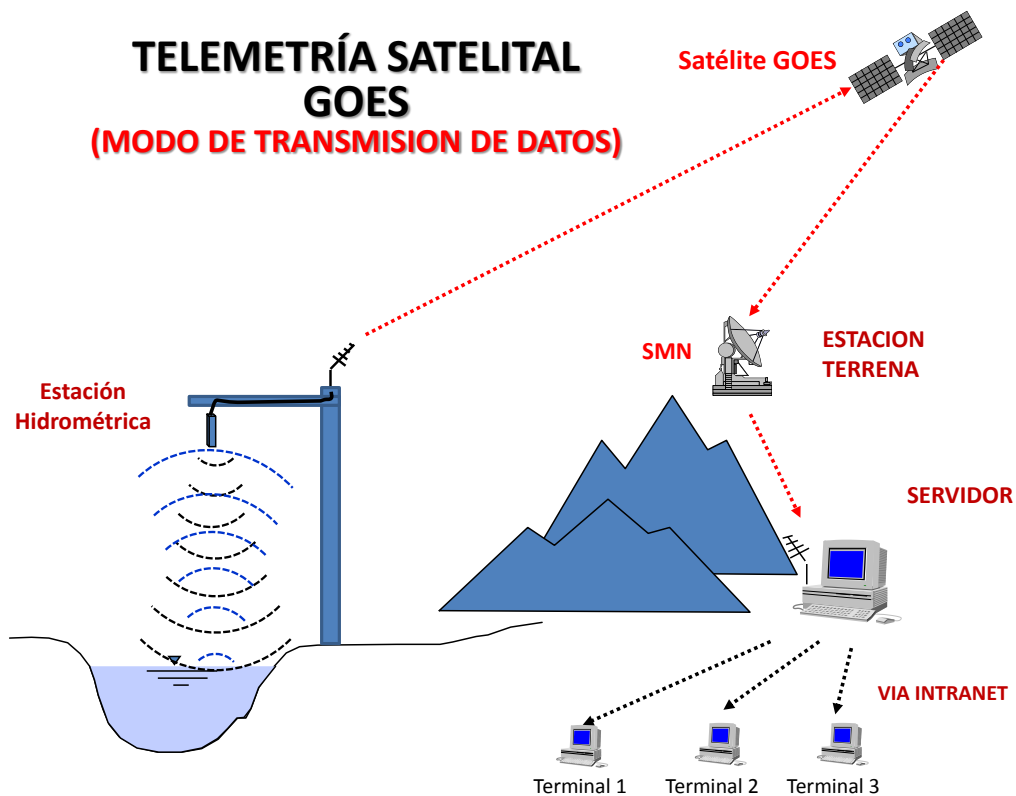 TELEMETRÍA SATELITAL
GOES
(MODO DE TRANSMISION DE DATOS)
Satélite GOES
SMN
ESTACION
TERRENA
Estación
Hidrométrica
SERVIDOR
VIA INTRANET
Terminal 1
Terminal 2
Terminal 3